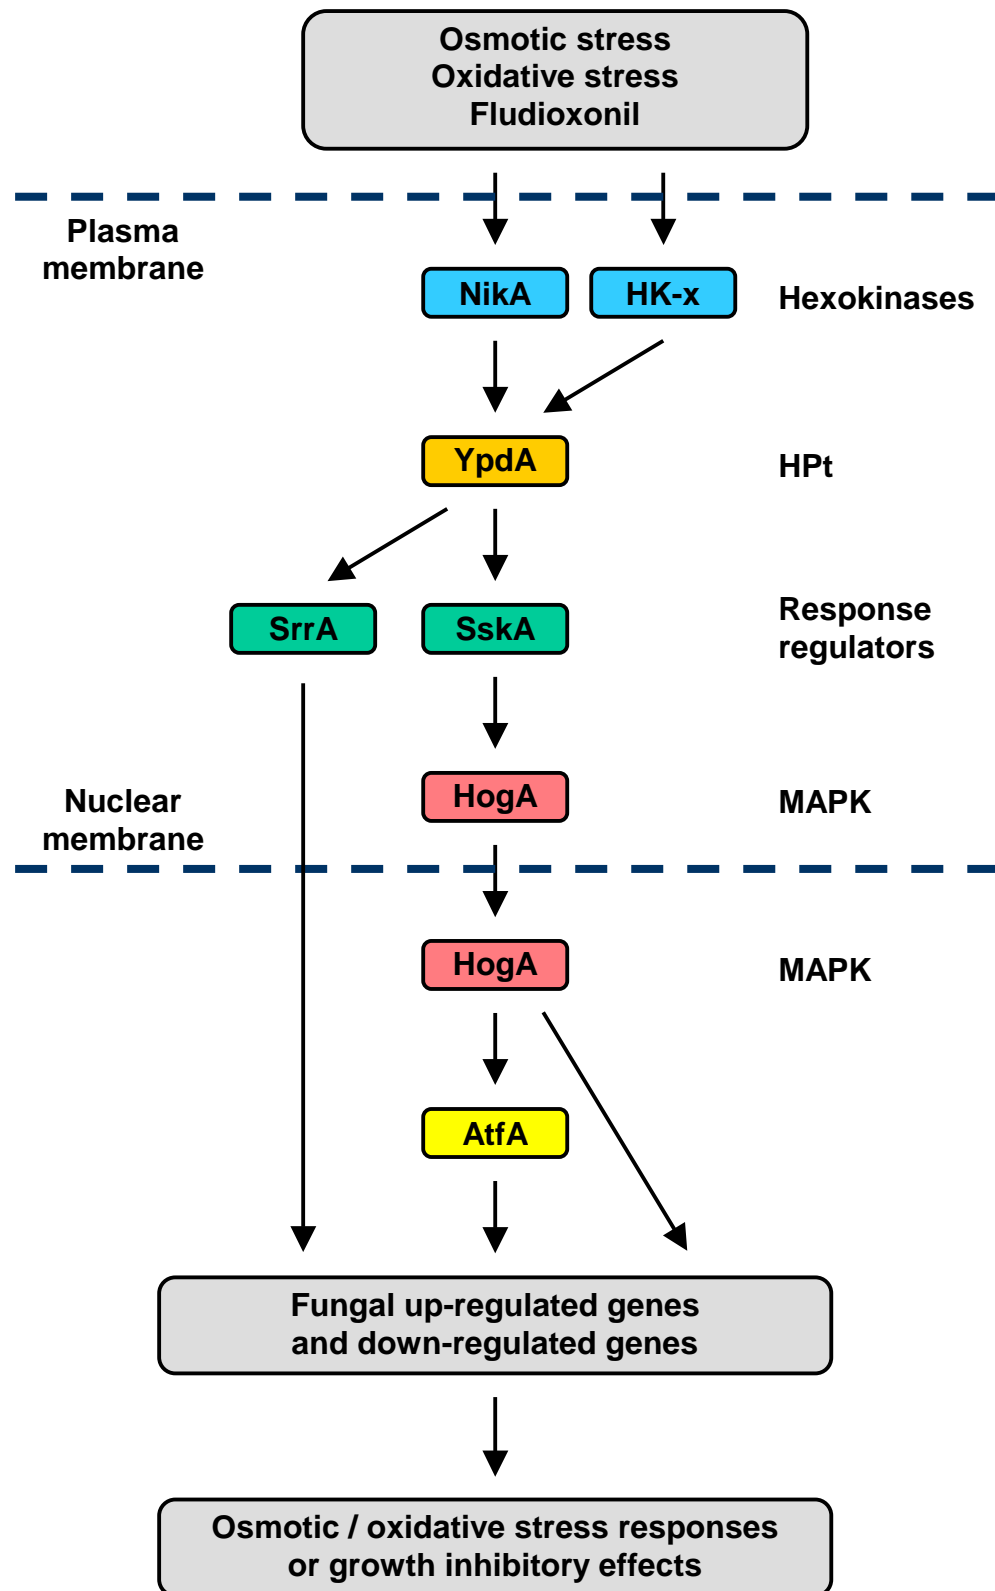 Osmotic stress
Oxidative stress
Fludioxonil
Plasma
membrane
NikA
HK-x
Hexokinases
YpdA
HPt
SrrA
SskA
Response
regulators
Nuclear
membrane
HogA
MAPK
HogA
MAPK
AtfA
Fungal up-regulated genes
and down-regulated genes
Osmotic / oxidative stress responses
or growth inhibitory effects